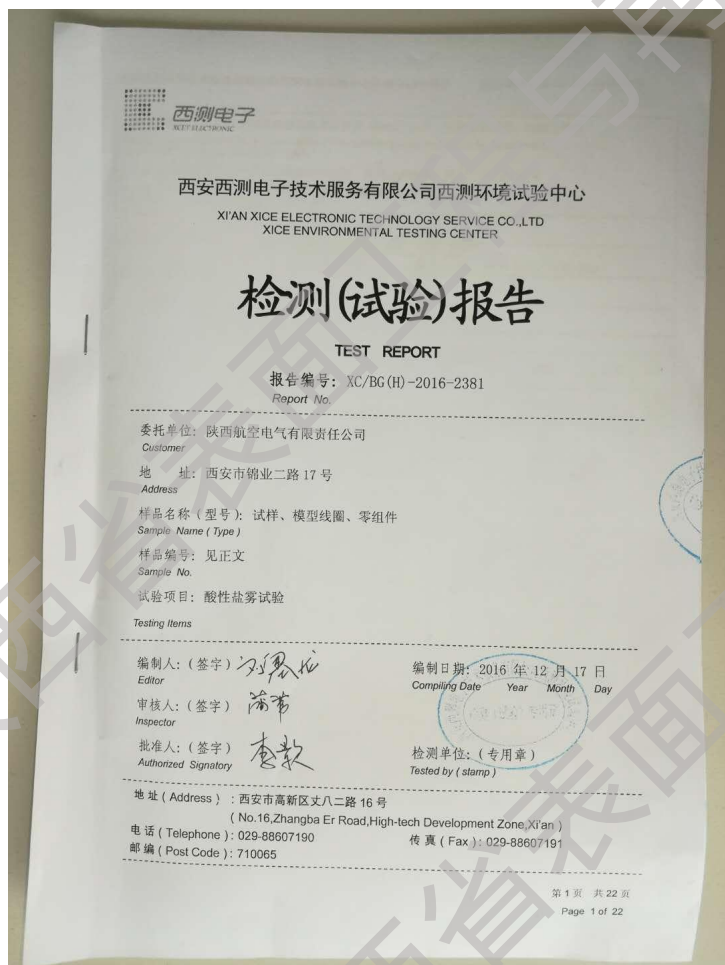 西测电子
XICE ELECTRONIC
西安西测电子技术服务有限公司西测环境试验中心
XI'AN XICE ELECTRONIC TECHNOLOGY SERVICE CO.,LTD
XICE ENVIRONMENTAL TESTING CENTER
检测(试验)报告
TEST REPORT
报告编号: XC/BG(H)-2016-2381
Report No.
委托单位: 陕西航空电气有限责任公司
Customer
地 址: 西安市锦业二路 17 号
Address
样品名称(型号): 试样、模型线圈、零组件
Sample Name ( Type )
样品编号: 见正文
Sample No.
试验项目: 酸性盐雾试验
Testing Items
编制人: (签字) 编制日期: 2016 年 12 月 17 日
Editor Compiling Date Year Month Day
审核人: (签字)
Inspector
批准人: (签字) 检测单位: (专用章)
Authorized Signatory Tested by ( stamp )
地 址 ( Address ) : 西安市高新区丈八二路 16 号
( No.16,Zhangba Er Road,High-tech Development Zone,Xi'an )
电 话 ( Telephone ) : 029-88607190 传 真 ( Fax ) : 029-88607191
邮 编 ( Post Code ) : 710065
第 1 页 共 22 页
Page 1 of 22